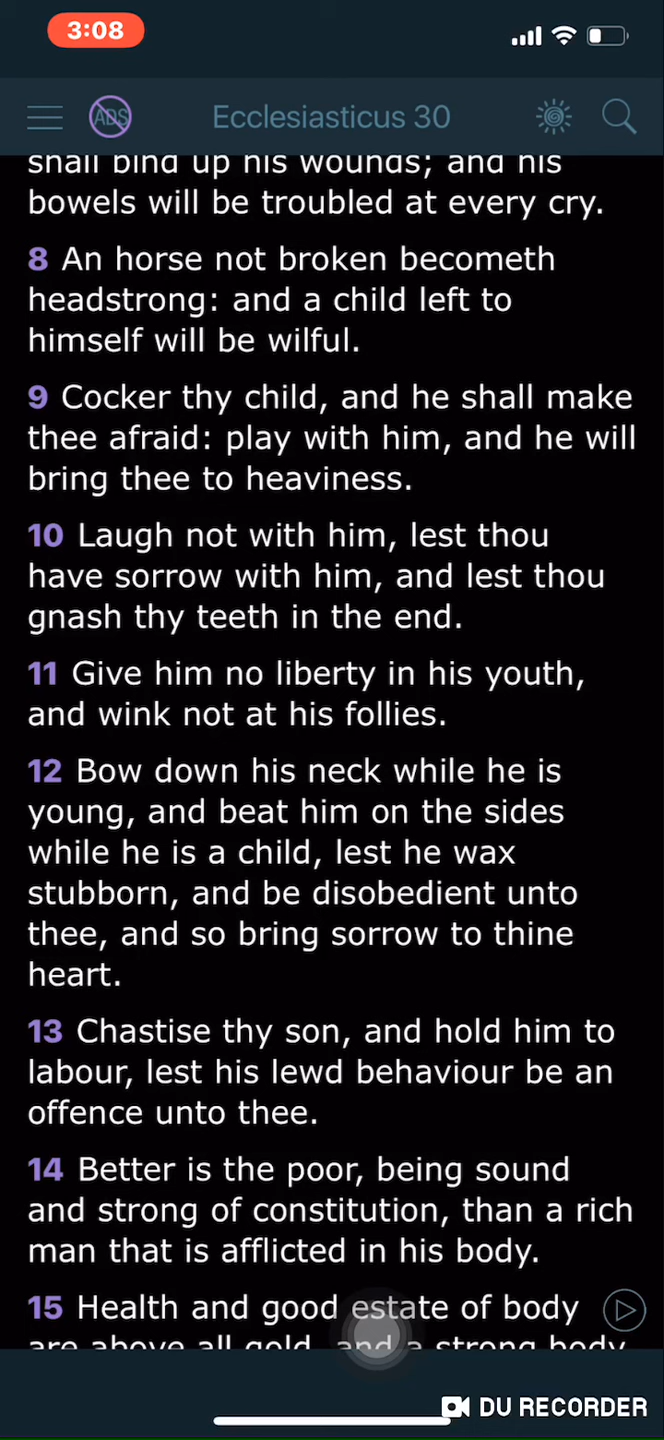 3:08
ADS
Ecclesiasticus 30
shall bind up his wounds; and his
bowels will be troubled at every cry.
8 An horse not broken becometh
headstrong: and a child left to
himself will be wilful.
9 Cocker thy child, and he shall make
thee afraid: play with him, and he will
bring thee to heaviness.
10 Laugh not with him, lest thou
have sorrow with him, and lest thou
gnash thy teeth in the end.
11 Give him no liberty in his youth,
and wink not at his follies.
12 Bow down his neck while he is
young, and beat him on the sides
while he is a child, lest he wax
stubborn, and be disobedient unto
thee, and so bring sorrow to thine
heart.
13 Chastise thy son, and hold him to
labour, lest his lewd behaviour be an
offence unto thee.
14 Better is the poor, being sound
and strong of constitution, than a rich
man that is afflicted in his body.
15 Health and good estate of body
are above all gold, and a strong body
DU RECORDER